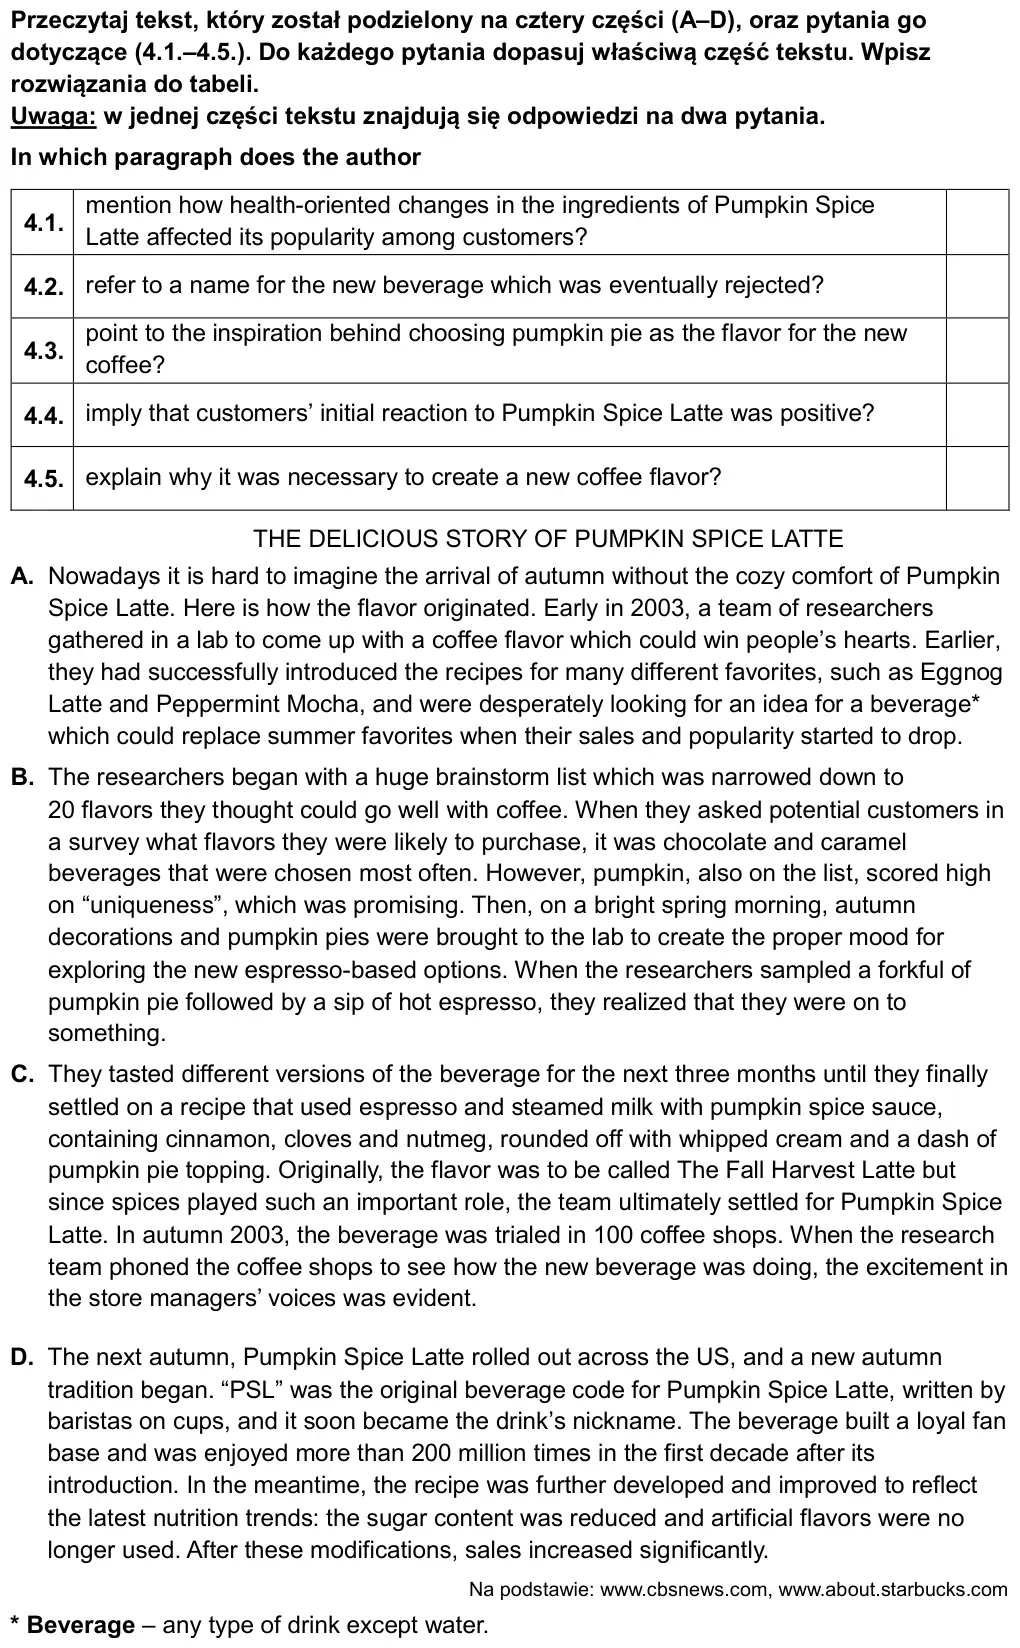 Przeczytaj tekst, który został podzielony na cztery części (A–D), oraz pytania go
dotyczące (4.1.–4.5.). Do każdego pytania dopasuj właściwą część tekstu. Wpisz
rozwiązania do tabeli.
Uwaga: w jednej części tekstu znajdują się odpowiedzi na dwa pytania.
In which paragraph does the author
4.1. mention how health-oriented changes in the ingredients of Pumpkin Spice
Latte affected its popularity among customers?
4.2. refer to a name for the new beverage which was eventually rejected?
4.3. point to the inspiration behind choosing pumpkin pie as the flavor for the new
coffee?
4.4. imply that customers’ initial reaction to Pumpkin Spice Latte was positive?
4.5. explain why it was necessary to create a new coffee flavor?
THE DELICIOUS STORY OF PUMPKIN SPICE LATTE
A. Nowadays it is hard to imagine the arrival of autumn without the cozy comfort of Pumpkin
Spice Latte. Here is how the flavor originated. Early in 2003, a team of researchers
gathered in a lab to come up with a coffee flavor which could win people’s hearts. Earlier,
they had successfully introduced the recipes for many different favorites, such as Eggnog
Latte and Peppermint Mocha, and were desperately looking for an idea for a beverage*
which could replace summer favorites when their sales and popularity started to drop.
B. The researchers began with a huge brainstorm list which was narrowed down to
20 flavors they thought could go well with coffee. When they asked potential customers in
a survey what flavors they were likely to purchase, it was chocolate and caramel
beverages that were chosen most often. However, pumpkin, also on the list, scored high
on “uniqueness”, which was promising. Then, on a bright spring morning, autumn
decorations and pumpkin pies were brought to the lab to create the proper mood for
exploring the new espresso-based options. When the researchers sampled a forkful of
pumpkin pie followed by a sip of hot espresso, they realized that they were on to
something.
C. They tasted different versions of the beverage for the next three months until they finally
settled on a recipe that used espresso and steamed milk with pumpkin spice sauce,
containing cinnamon, cloves and nutmeg, rounded off with whipped cream and a dash of
pumpkin pie topping. Originally, the flavor was to be called The Fall Harvest Latte but
since spices played such an important role, the team ultimately settled for Pumpkin Spice
Latte. In autumn 2003, the beverage was trialed in 100 coffee shops. When the research
team phoned the coffee shops to see how the new beverage was doing, the excitement in
the store managers’ voices was evident.
D. The next autumn, Pumpkin Spice Latte rolled out across the US, and a new autumn
tradition began. “PSL” was the original beverage code for Pumpkin Spice Latte, written by
baristas on cups, and it soon became the drink’s nickname. The beverage built a loyal fan
base and was enjoyed more than 200 million times in the first decade after its
introduction. In the meantime, the recipe was further developed and improved to reflect
the latest nutrition trends: the sugar content was reduced and artificial flavors were no
longer used. After these modifications, sales increased significantly.
Na podstawie: www.cbsnews.com, www.about.starbucks.com
* Beverage – any type of drink except water.